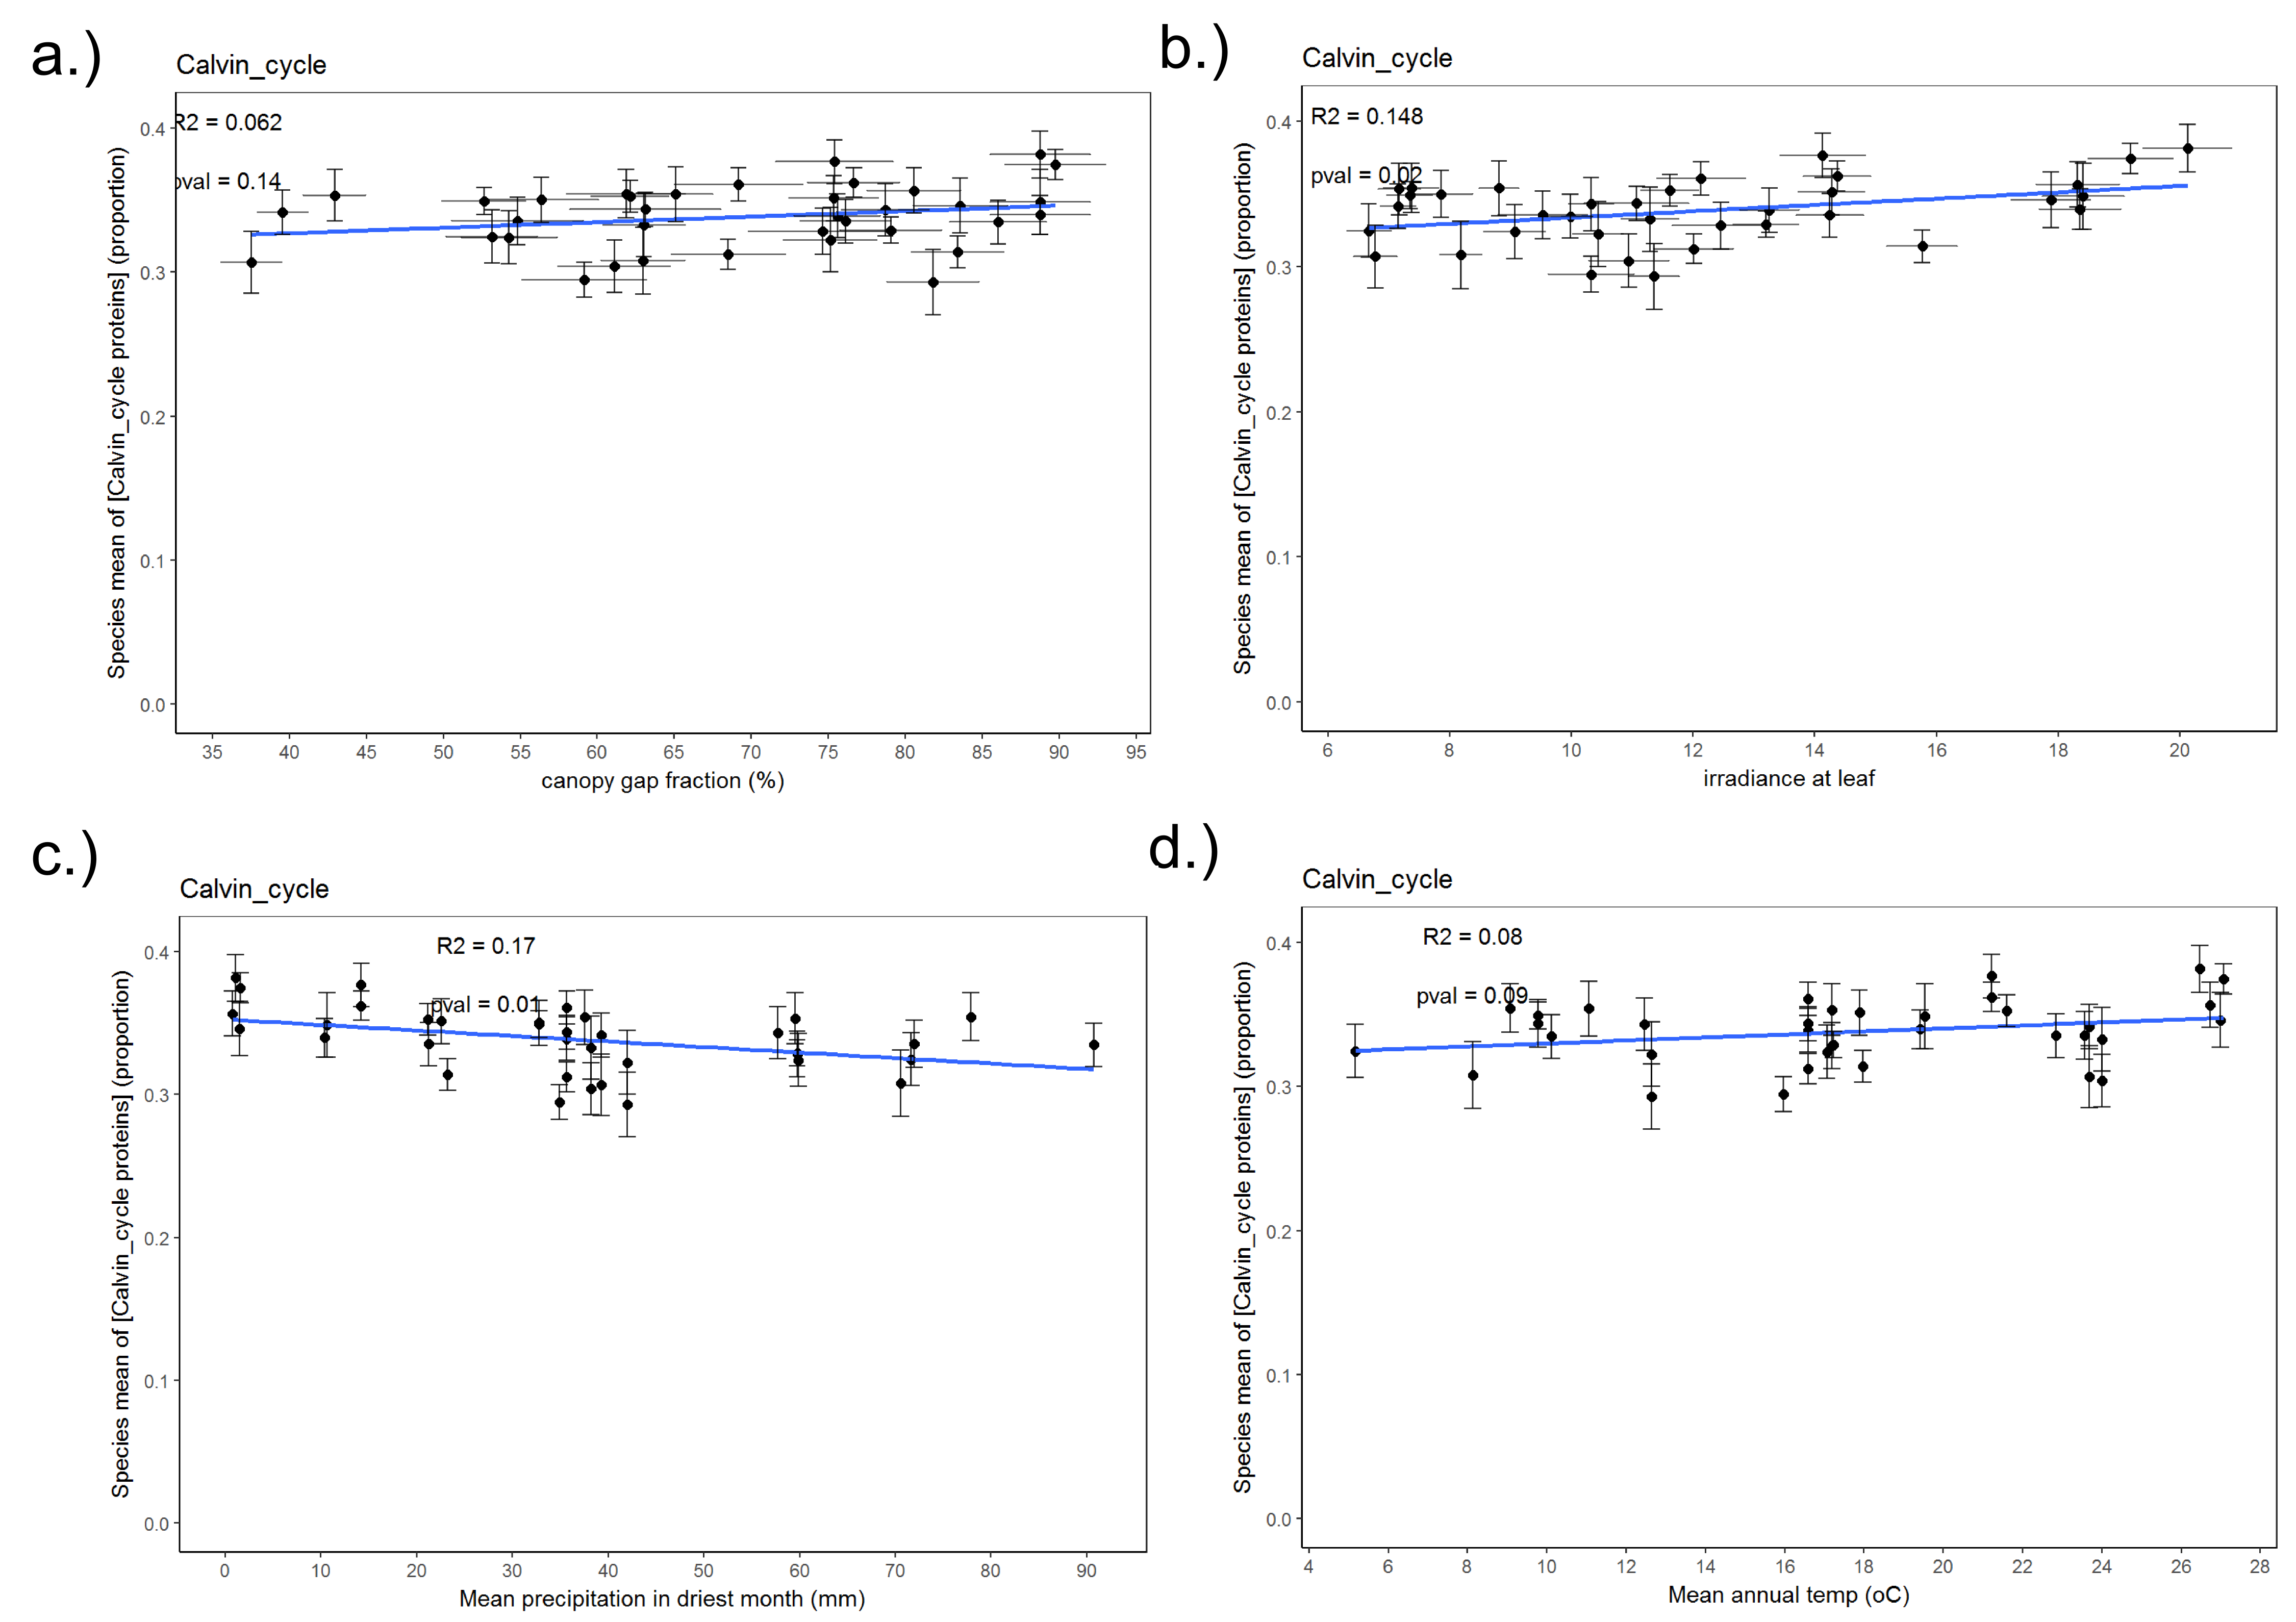 a.)
Calvin_cycle
R2 = 0.062
pval = 0.14
Species mean of [Calvin_cycle proteins] (proportion)
0.4
0.3
0.2
0.1
0.0
35 40 45 50 55 60 65 70 75 80 85 90 95
canopy gap fraction (%)
b.)
Calvin_cycle
R2 = 0.148
pval = 0.02
Species mean of [Calvin_cycle proteins] (proportion)
0.4
0.3
0.2
0.1
0.0
6 8 10 12 14 16 18 20
irradiance at leaf
c.)
Calvin_cycle
R2 = 0.17
pval = 0.01
Species mean of [Calvin_cycle proteins] (proportion)
0.4
0.3
0.2
0.1
0.0
0 10 20 30 40 50 60 70 80 90
Mean precipitation in driest month (mm)
d.)
Calvin_cycle
R2 = 0.08
pval = 0.09
Species mean of [Calvin_cycle proteins] (proportion)
0.4
0.3
0.2
0.1
0.0
4 6 8 10 12 14 16 18 20 22 24 26 28
Mean annual temp (oC)